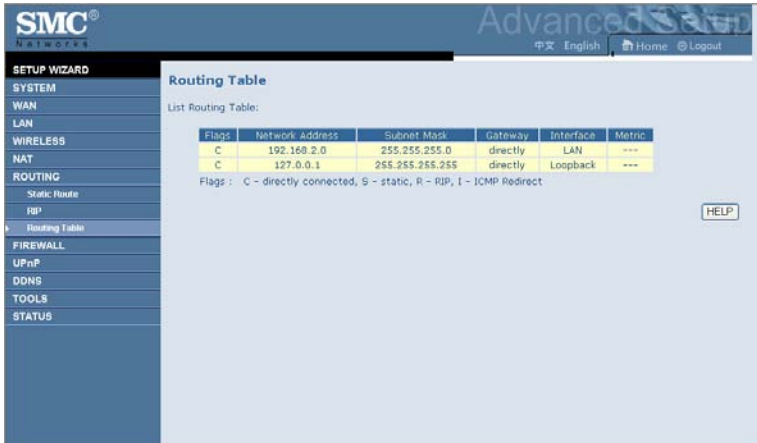 SMC®
Networks
Advanced Setup
中文 English Home Logout
SETUP WIZARD
SYSTEM
WAN
LAN
WIRELESS
NAT
ROUTING
Static Route
RIP
Routing Table
FIREWALL
UPnP
DDNS
TOOLS
STATUS
Routing Table
List Routing Table:
Flags Network Address Subnet Mask Gateway Interface Metric
C 192.168.2.0 255.255.255.0 directly LAN ---
C 127.0.0.1 255.255.255.255 directly Loopback ---
Flags : C - directly connected, S - static, R - RIP, I - ICMP Redirect
HELP